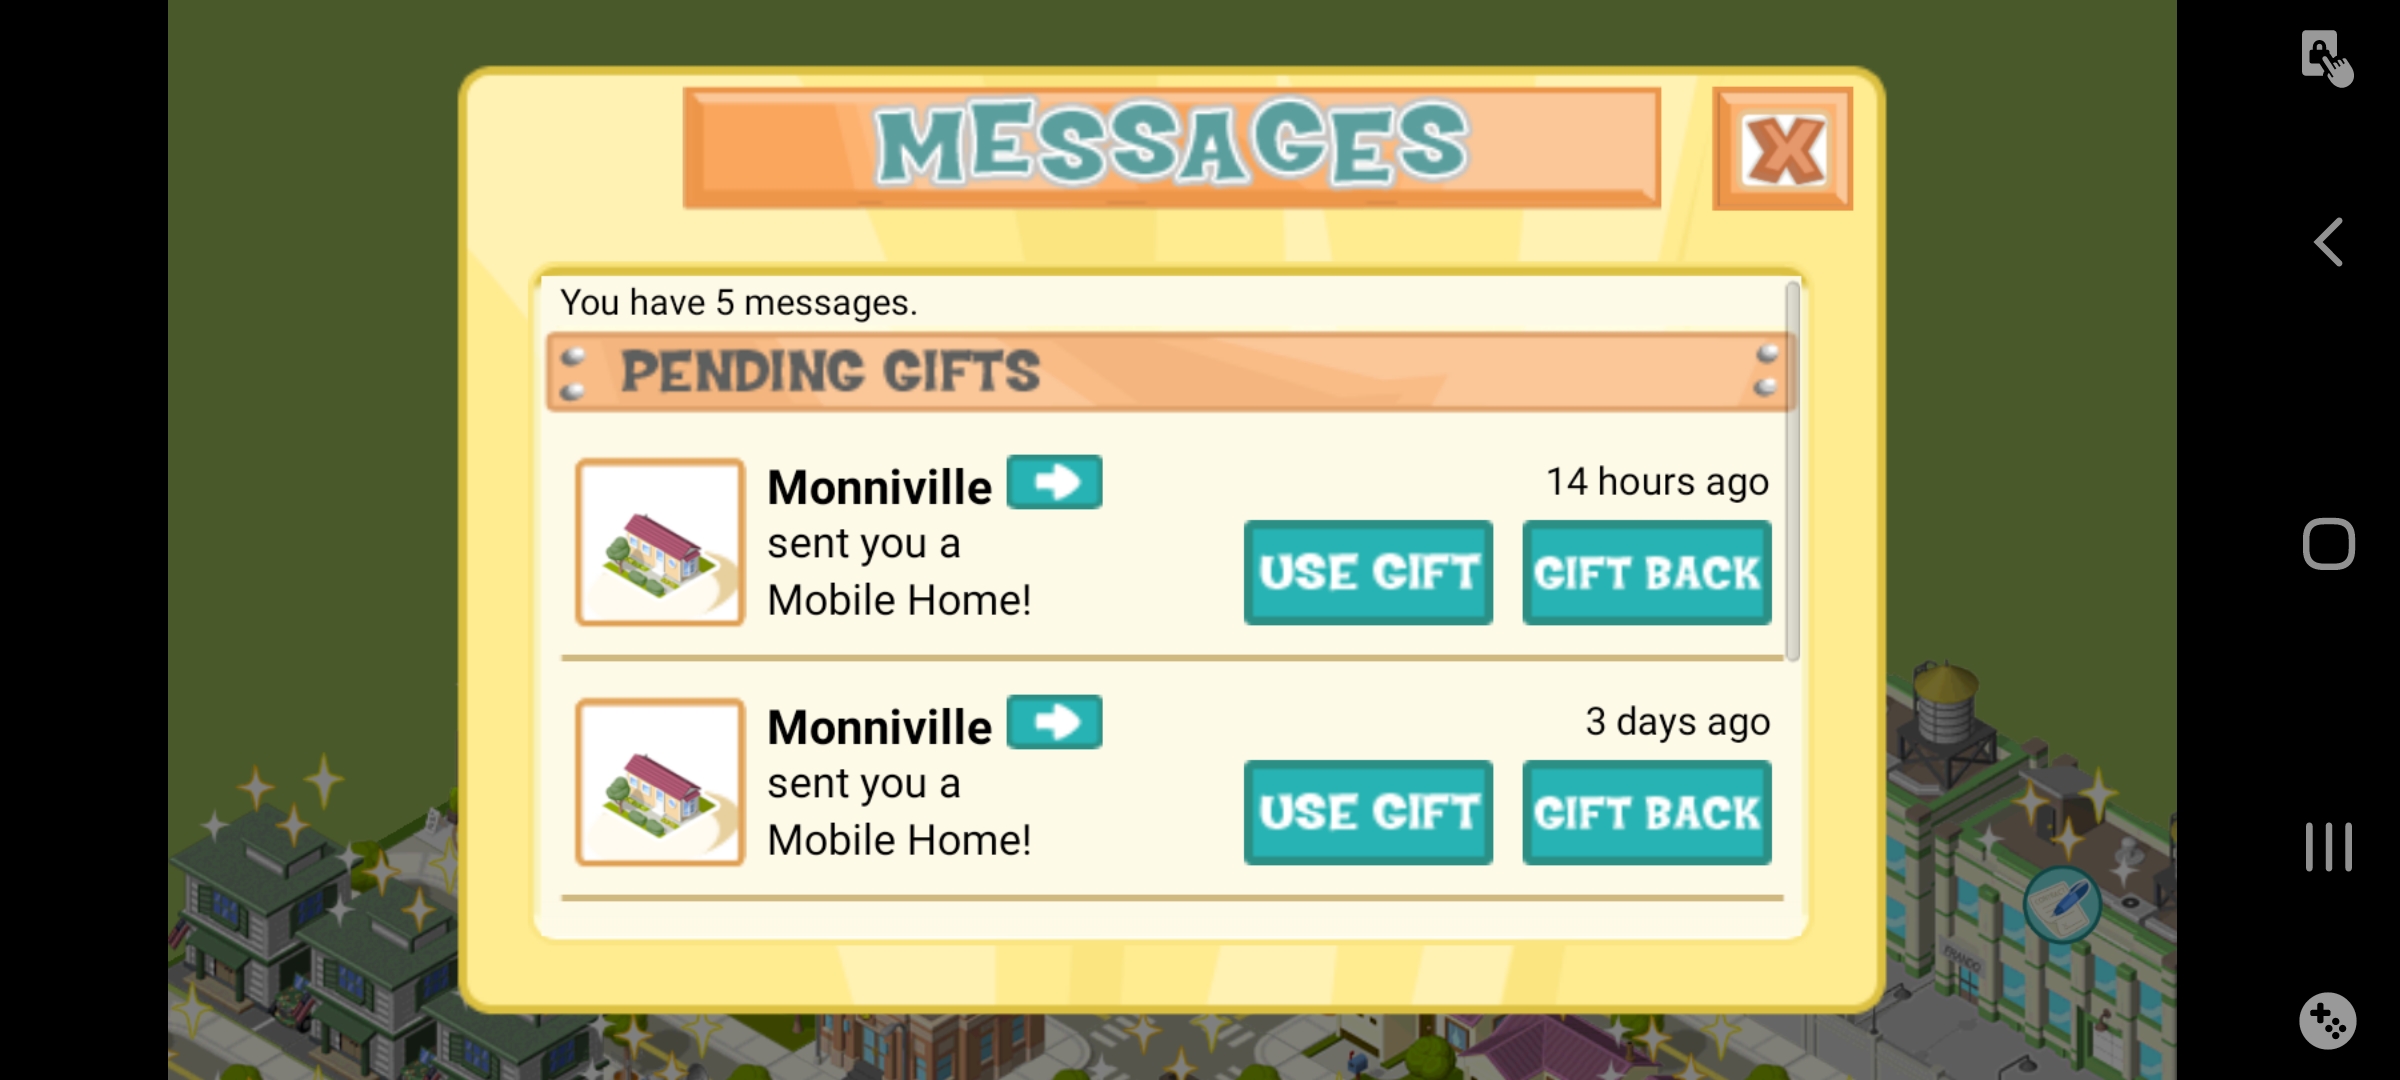 MESSAGES
X
You have 5 messages.
PENDING GIFTS
Monniville
14 hours ago
sent you a
Mobile Home!
USE GIFT
GIFT BACK
Monniville
3 days ago
sent you a
Mobile Home!
USE GIFT
GIFT BACK